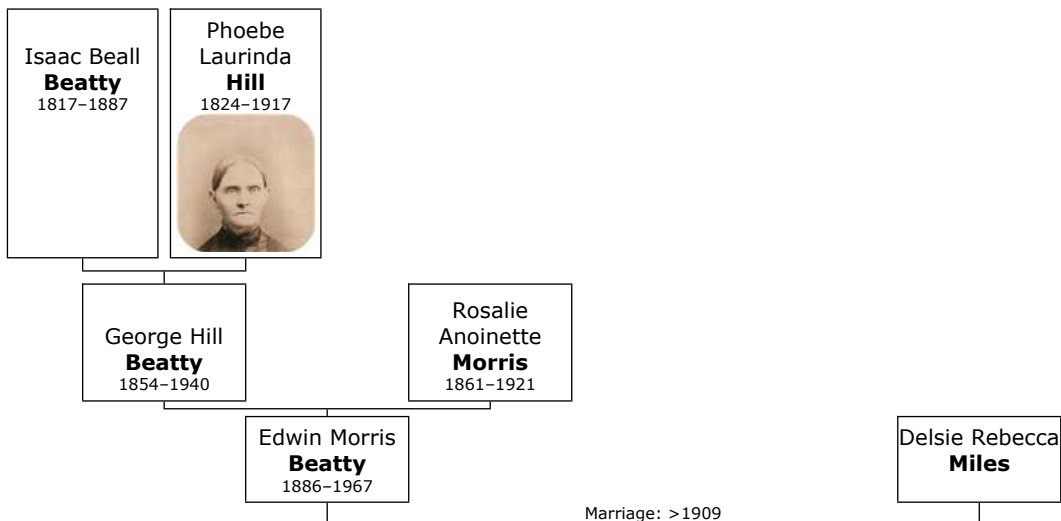 Isaac Beall
Beatty
1817–1887
Phoebe
Laurinda
Hill
1824–1917
George Hill
Beatty
1854–1940
Rosalie
Anoinette
Morris
1861–1921
Edwin Morris
Beatty
1886–1967
Delsie Rebecca
Miles
Marriage: >1909